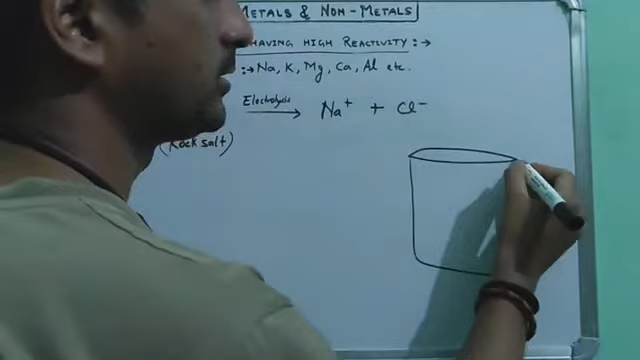 METALS & NON-METALS
HAVING HIGH REACTIVITY :→
:→ Na, K, Mg, Ca, Al etc.
Electrolysis
→ Na⁺ + Cl⁻
(Rock salt)